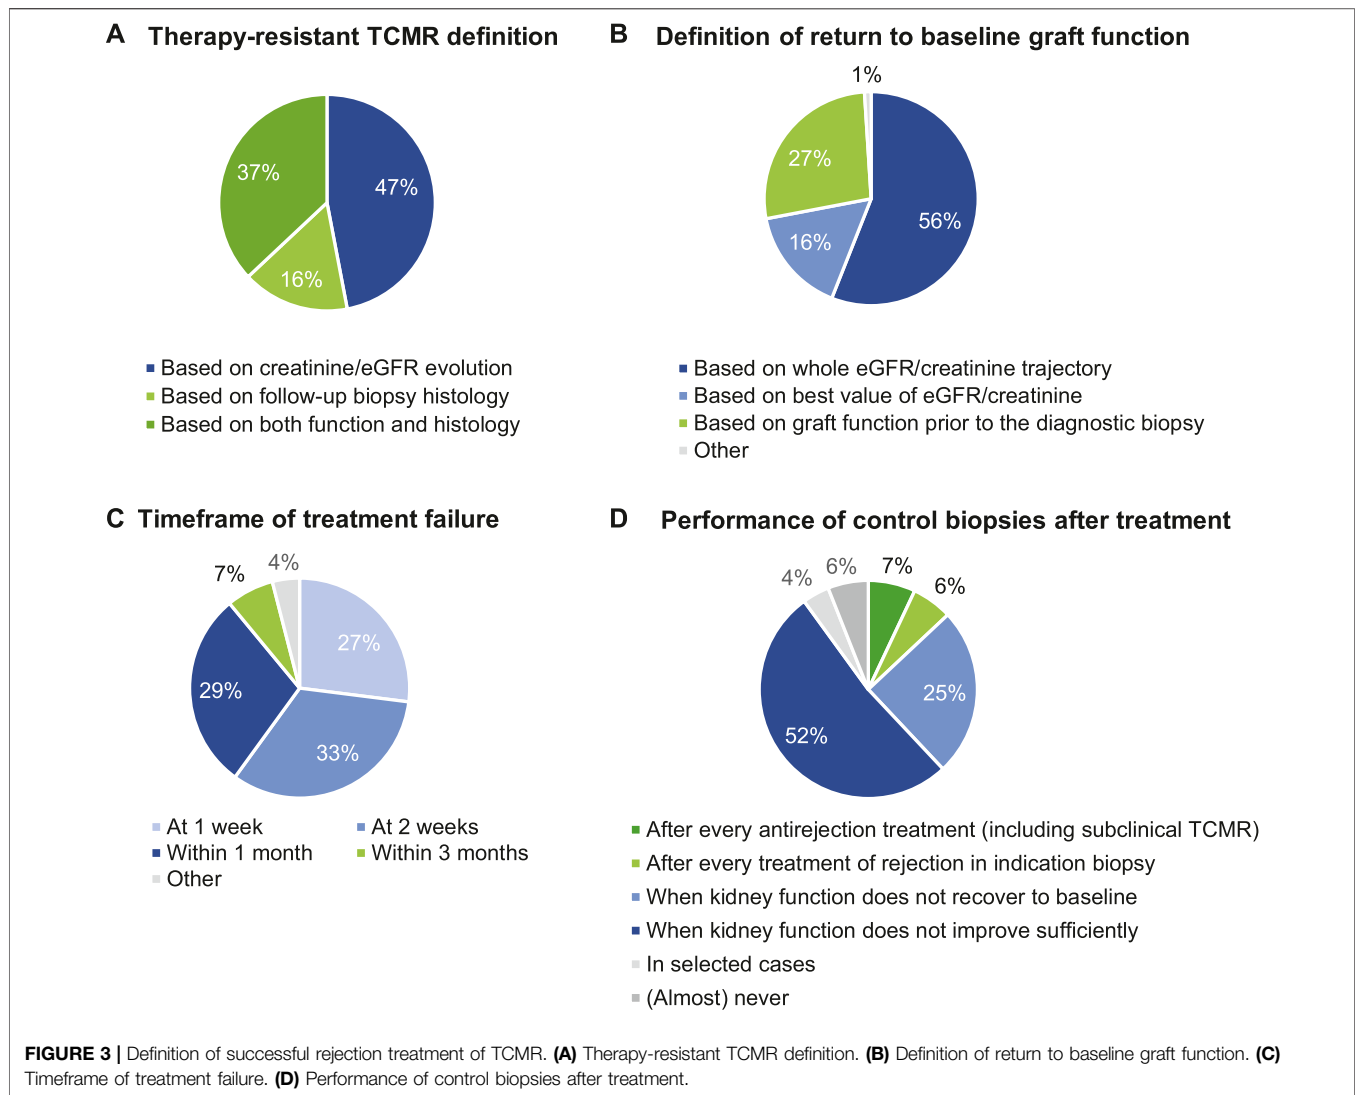 A Therapy-resistant TCMR definition
37%
47%
16%
Based on creatinine/eGFR evolution
Based on follow-up biopsy histology
Based on both function and histology
B Definition of return to baseline graft function
1%
27%
56%
16%
Based on whole eGFR/creatinine trajectory
Based on best value of eGFR/creatinine
Based on graft function prior to the diagnostic biopsy
Other
C Timeframe of treatment failure
7%
4%
27%
29%
33%
At 1 week
At 2 weeks
Within 1 month
Within 3 months
Other
D Performance of control biopsies after treatment
4%
6%
7%
6%
25%
52%
After every antirejection treatment (including subclinical TCMR)
After every treatment of rejection in indication biopsy
When kidney function does not recover to baseline
When kidney function does not improve sufficiently
In selected cases
(Almost) never
FIGURE 3 | Definition of successful rejection treatment of TCMR. (A) Therapy-resistant TCMR definition. (B) Definition of return to baseline graft function. (C)
Timeframe of treatment failure. (D) Performance of control biopsies after treatment.